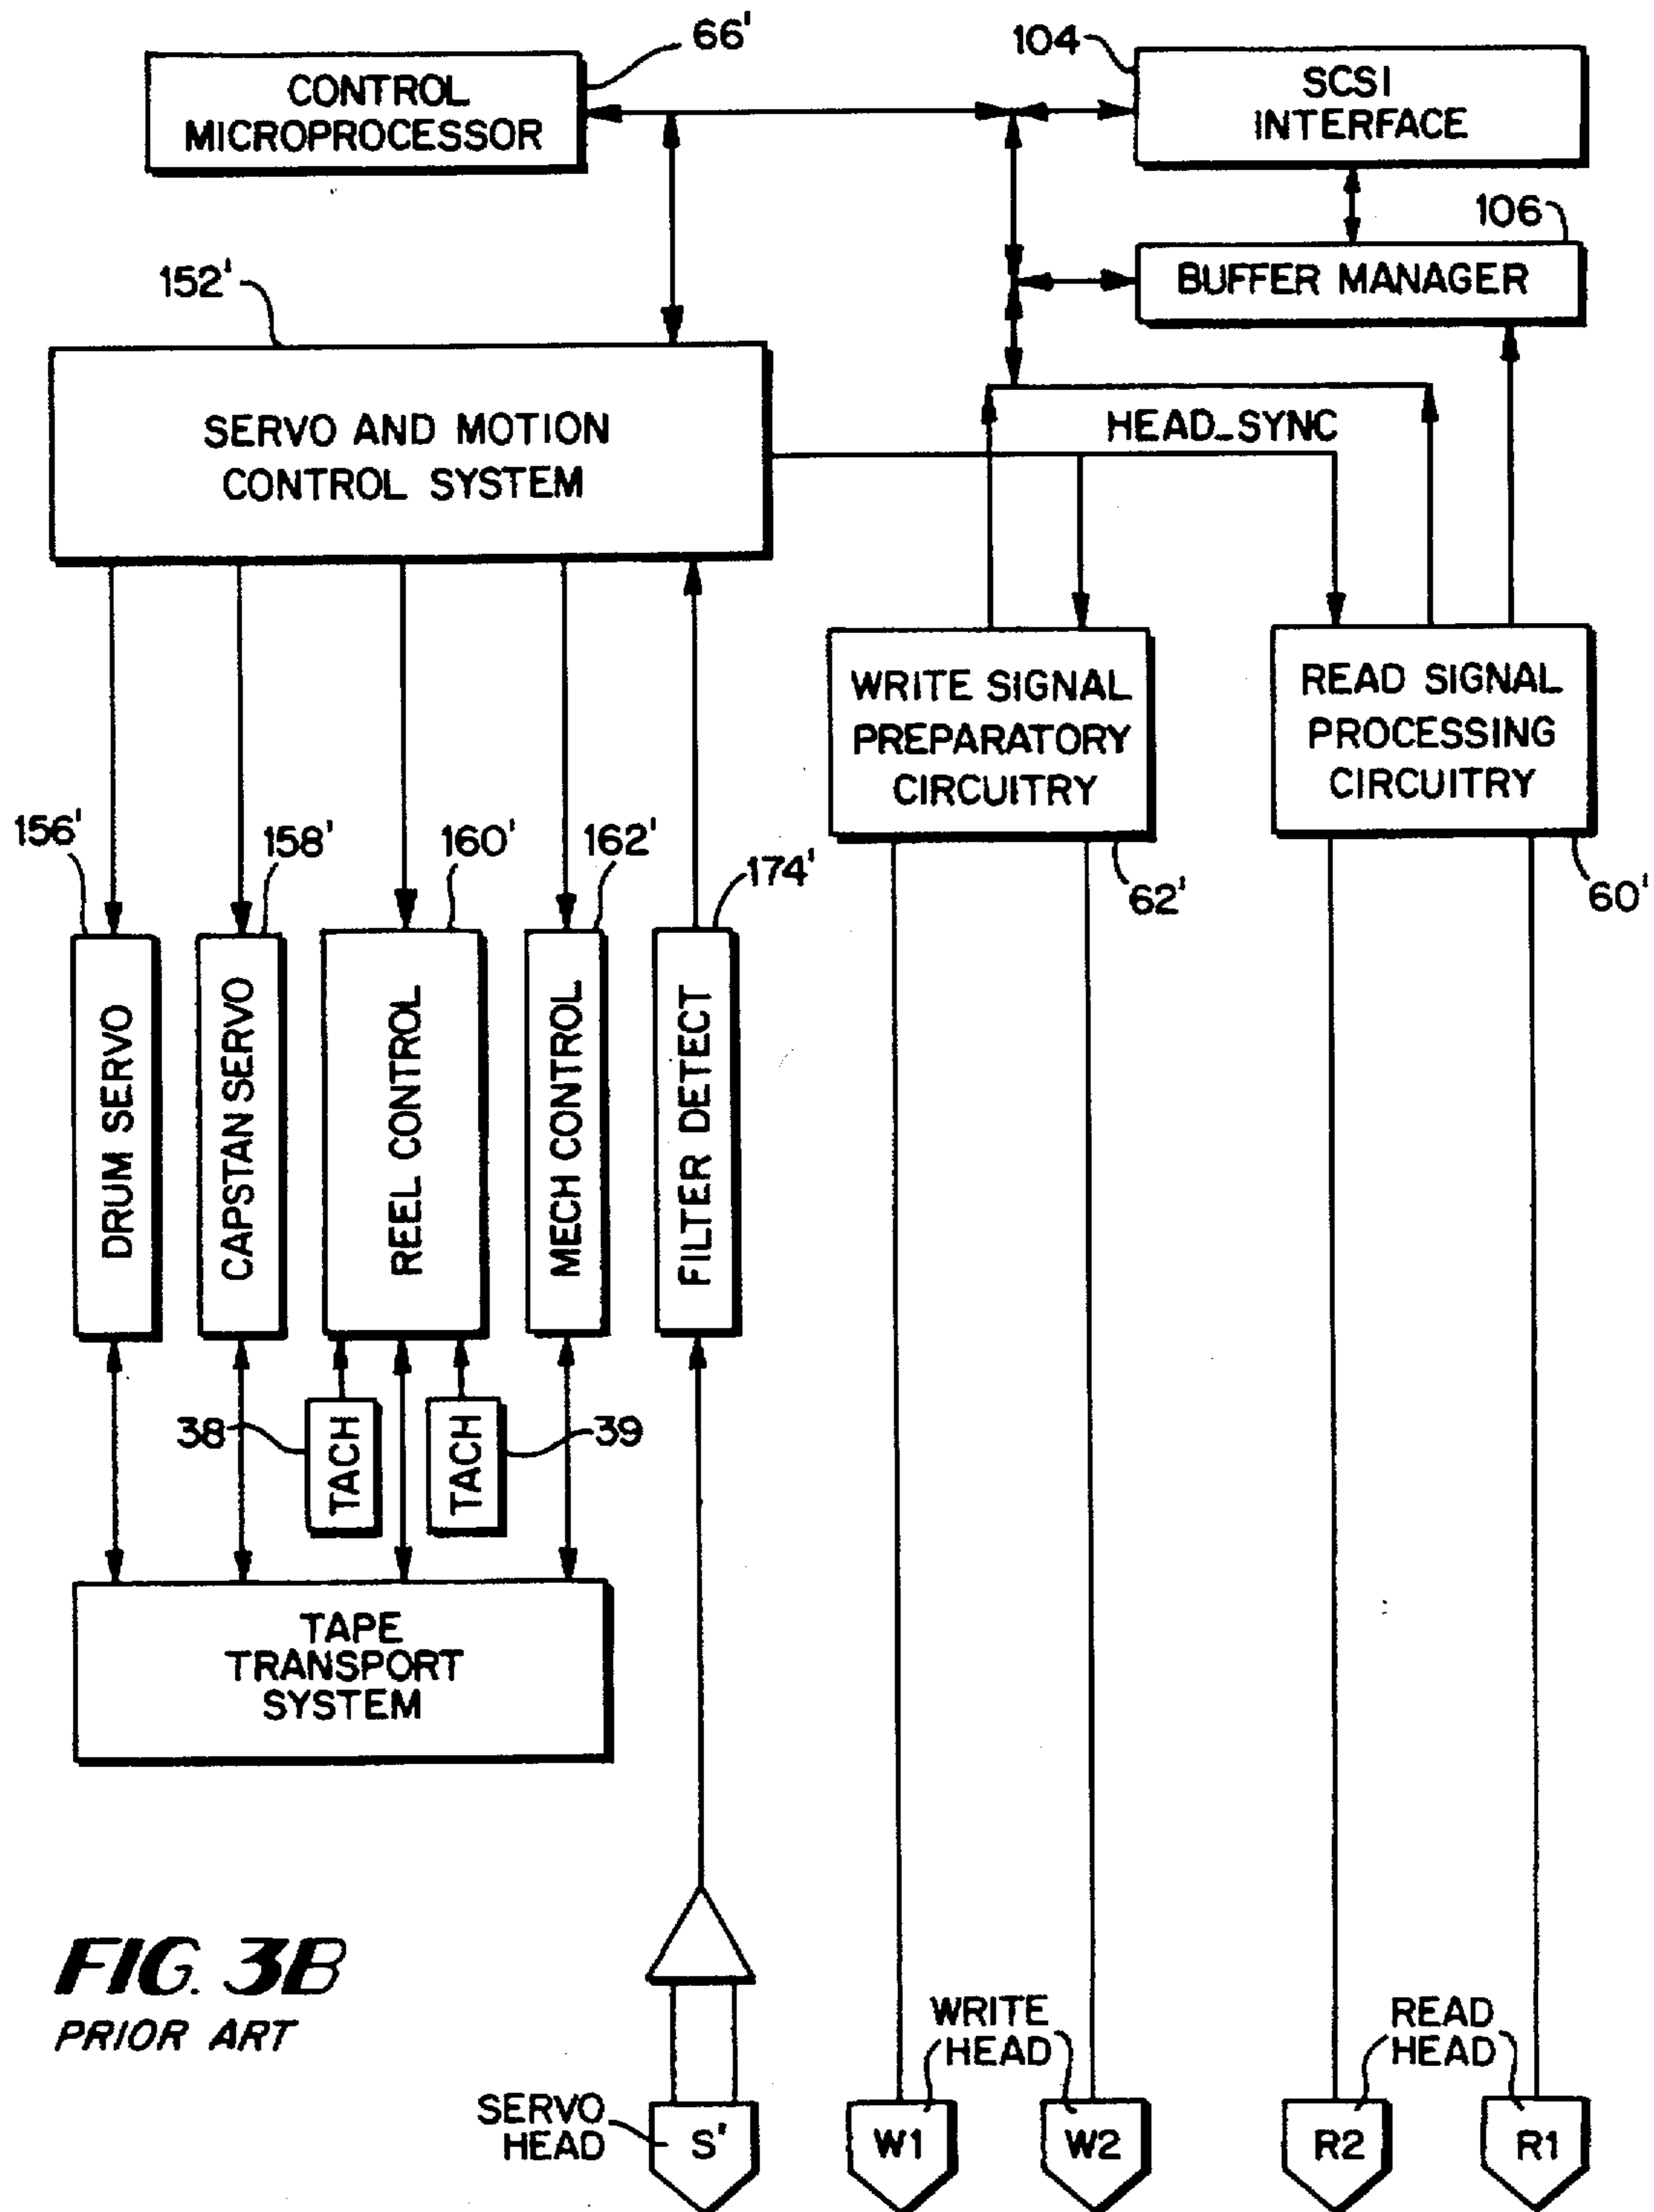 66'
104
CONTROL
MICROPROCESSOR
SCSI
INTERFACE
106
BUFFER MANAGER
152'
SERVO AND MOTION
CONTROL SYSTEM
HEAD_SYNC
WRITE SIGNAL
PREPARATORY
CIRCUITRY
READ SIGNAL
PROCESSING
CIRCUITRY
156'
158'
160'
162'
174'
62'
60'
DRUM SERVO
CAPSTAN SERVO
REEL CONTROL
MECH CONTROL
FILTER DETECT
38
TACH
TACH
39
TAPE
TRANSPORT
SYSTEM
FIG. 3B
PRIOR ART
WRITE
HEAD
READ
HEAD
SERVO
HEAD
S'
W1
W2
R2
R1